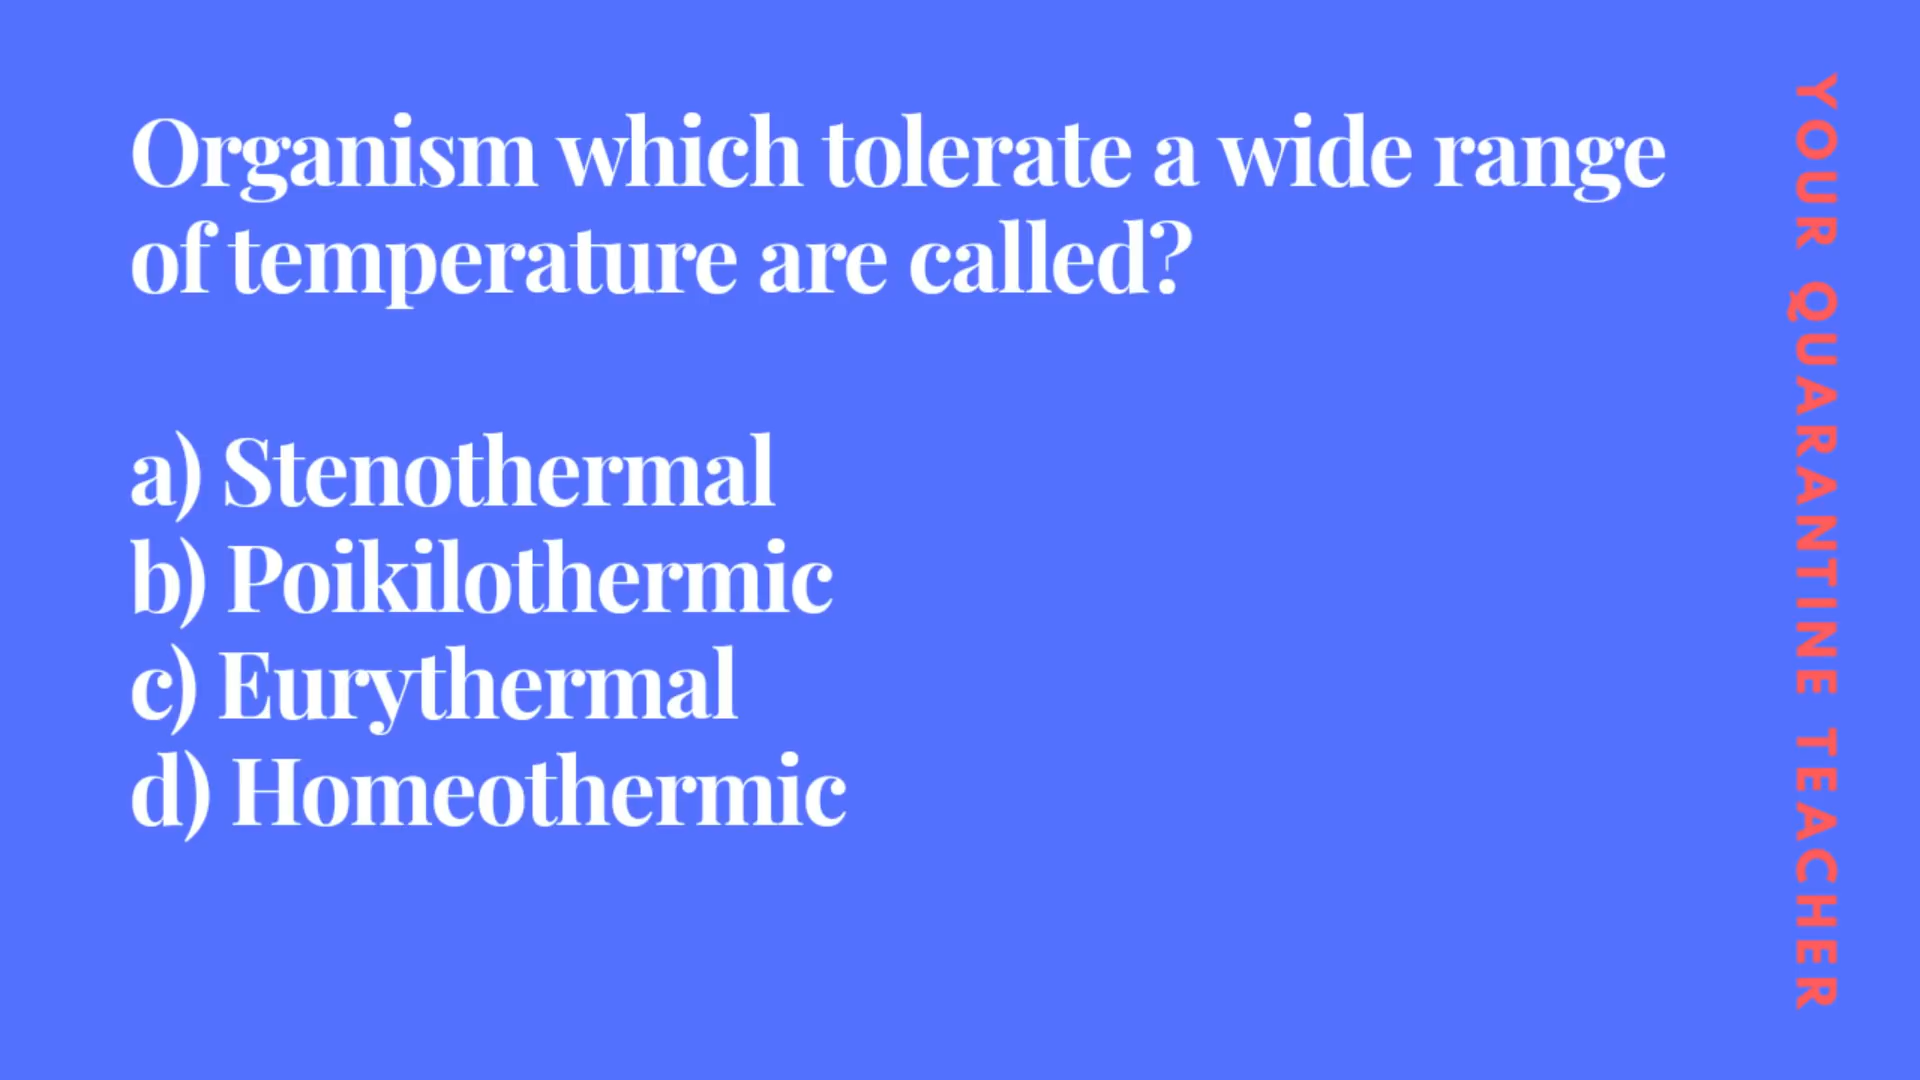 Organism which tolerate a wide range
of temperature are called?
a) Stenothermal
b) Poikilothermic
c) Eurythermal
d) Homeothermic
YOUR QUARANTINE TEACHER